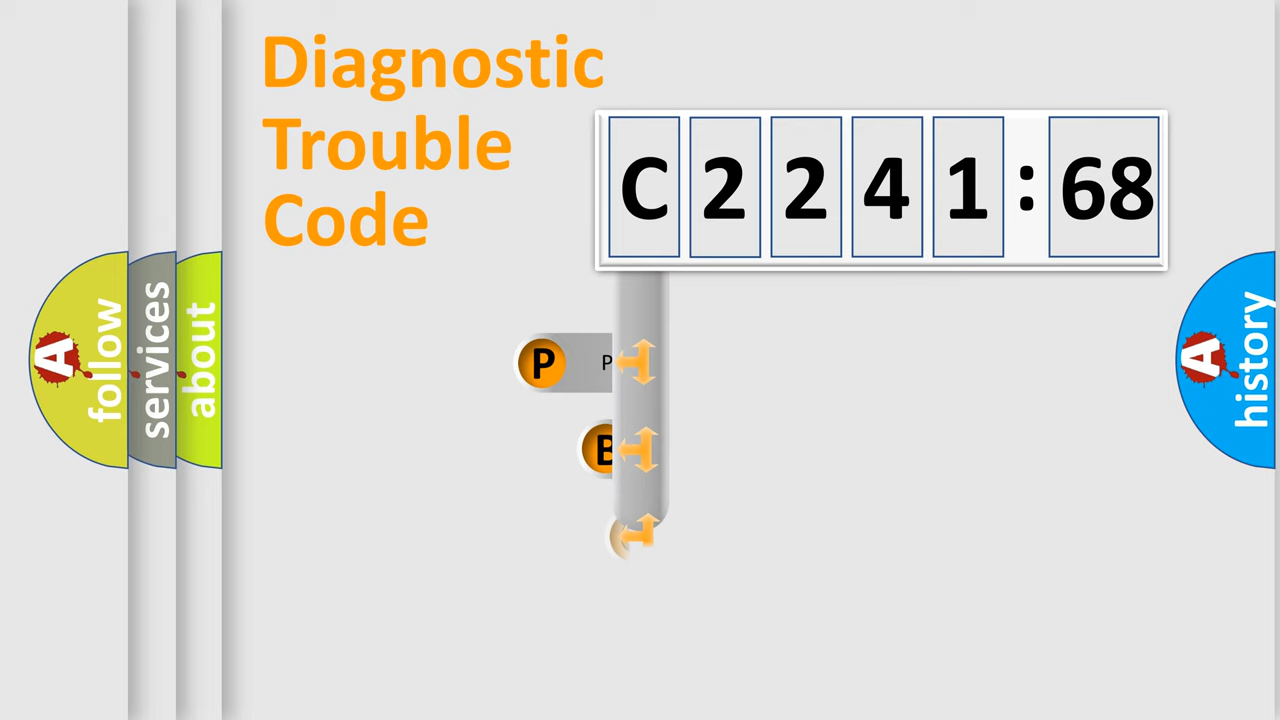 Diagnostic
Trouble
Code
C 2 2 4 1 : 68
A follow
services
about
P P
B
A history